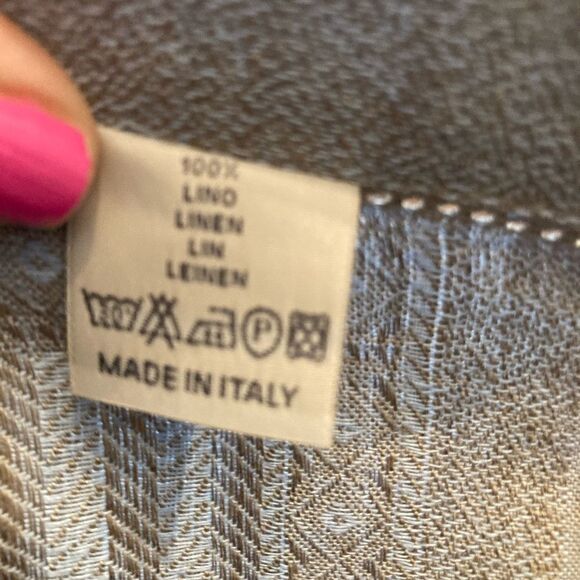 100%
LINO
LINEN
LIN
LEINEN
P
MADE IN ITALY